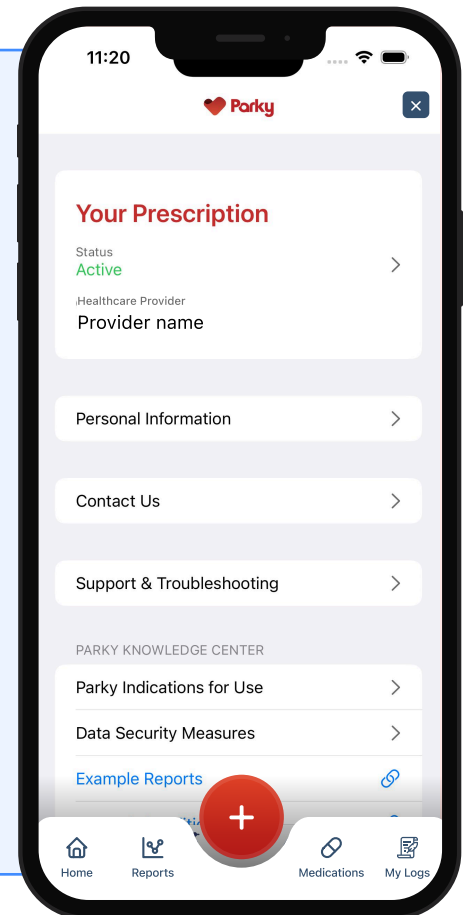 11:20
Parky
Your Prescription
Status
Active
Healthcare Provider
Provider name
Personal Information
Contact Us
Support & Troubleshooting
PARKY KNOWLEDGE CENTER
Parky Indications for Use
Data Security Measures
Example Reports
Home
Reports
Medications
My Logs